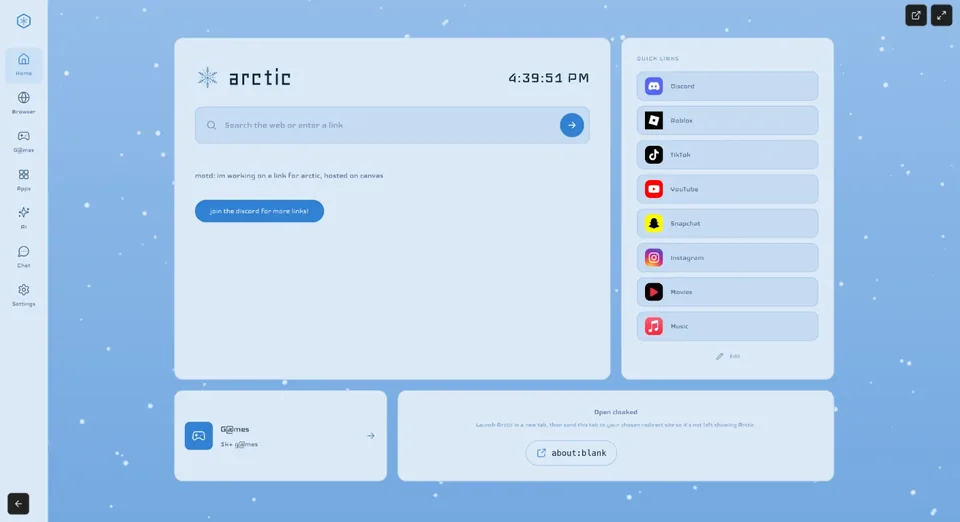 Home
Browser
G@mes
Apps
AI
Chat
Settings
arctic
4:39:51 PM
Search the web or enter a link
motd: im working on a link for arctic, hosted on canvas
join the discord for more links!
QUICK LINKS
Discord
Roblox
TikTok
YouTube
Snapchat
Instagram
Movies
Music
Edit
G@mes
1k+ g@mes
Open cloaked
Launch Arctic in a new tab, then send this tab to your chosen redirect site so it's not left showing Arctic.
about:blank